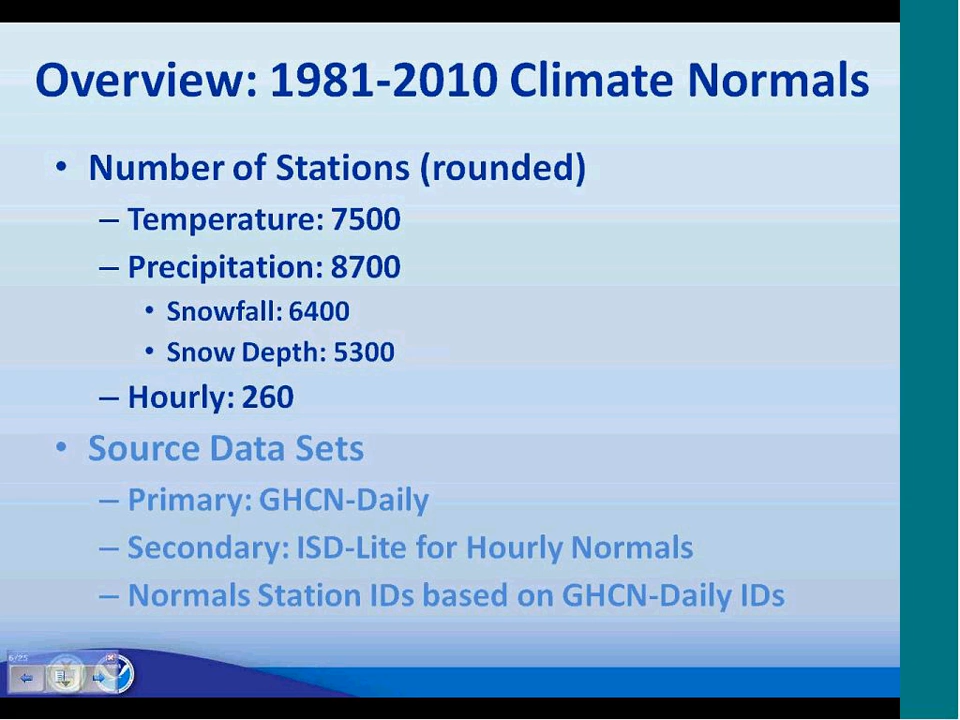 Overview: 1981-2010 Climate Normals
• Number of Stations (rounded)
– Temperature: 7500
– Precipitation: 8700
• Snowfall: 6400
• Snow Depth: 5300
– Hourly: 260
• Source Data Sets
– Primary: GHCN-Daily
– Secondary: ISD-Lite for Hourly Normals
– Normals Station IDs based on GHCN-Daily IDs
6/25